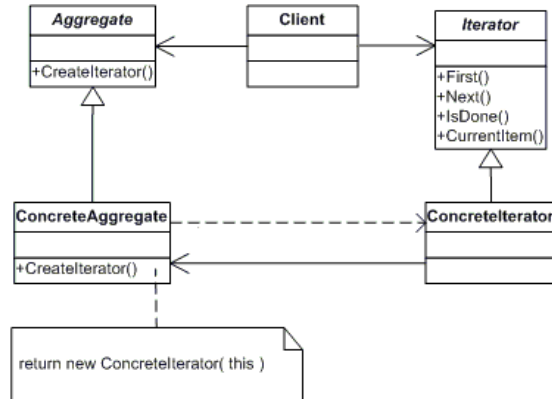 Aggregate
Client
Iterator
+CreateIterator()
+First()
+Next()
+IsDone()
+CurrentItem()
ConcreteAggregate
ConcreteIterator
+CreateIterator()
return new ConcreteIterator( this )